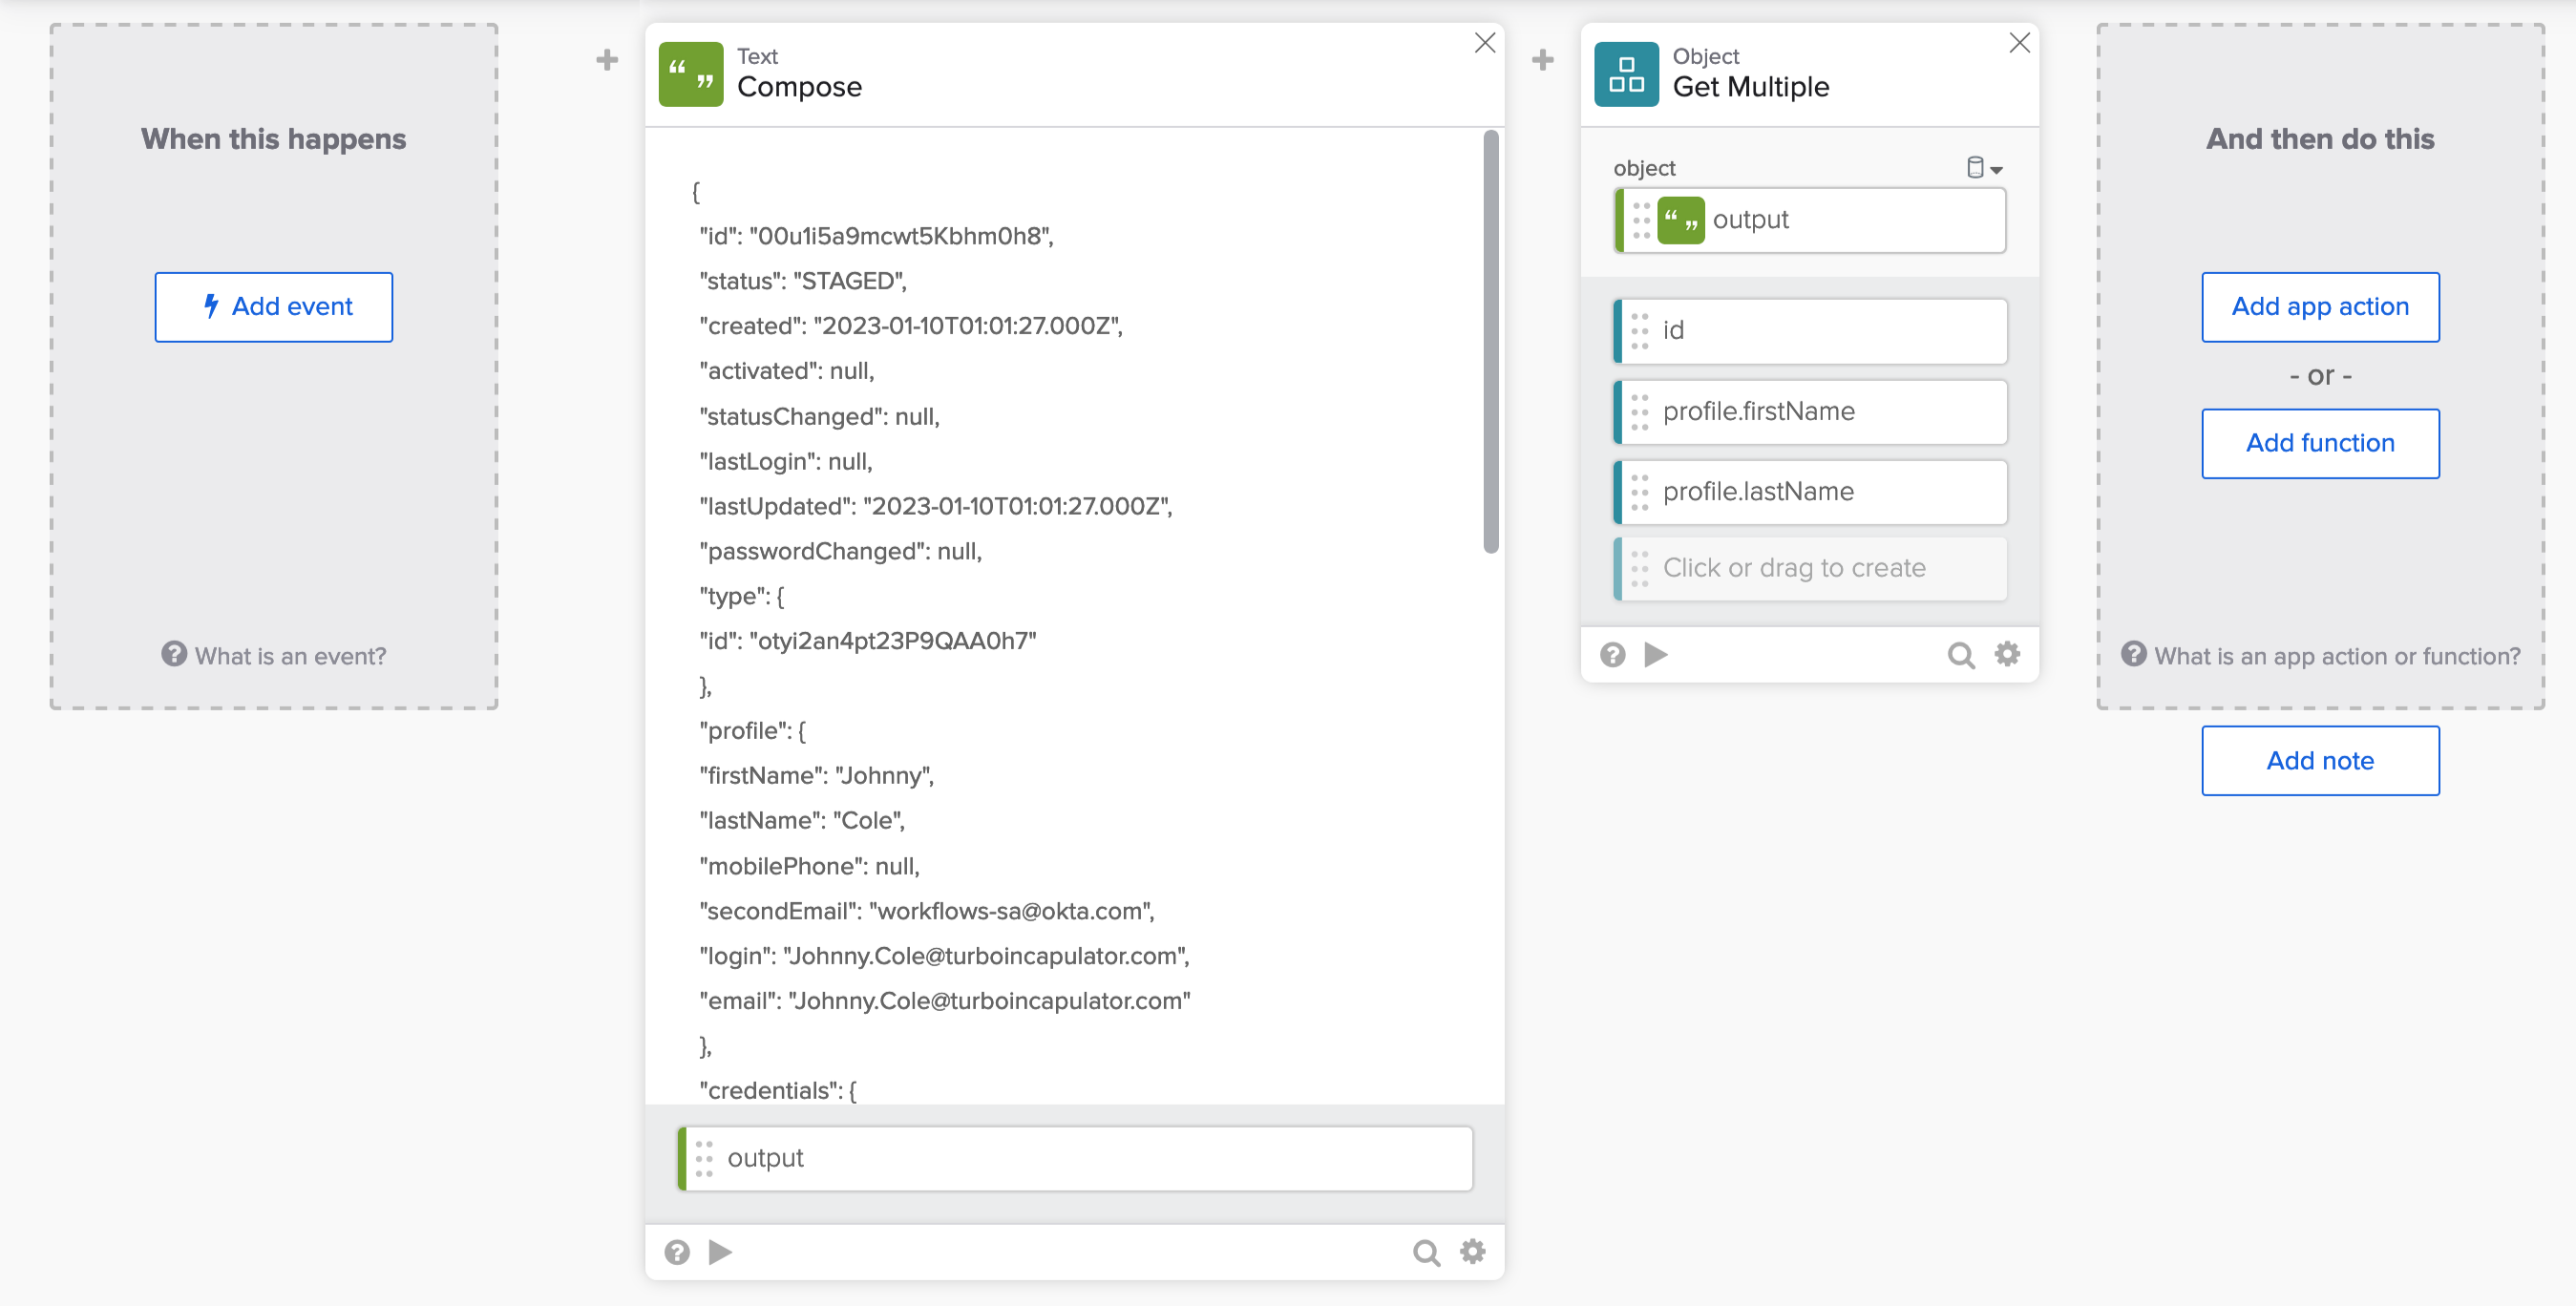 When this happens
Add event
What is an event?
Text
Compose
{
"id": "00u1i5a9mcwt5Kbhm0h8",
"status": "STAGED",
"created": "2023-01-10T01:01:27.000Z",
"activated": null,
"statusChanged": null,
"lastLogin": null,
"lastUpdated": "2023-01-10T01:01:27.000Z",
"passwordChanged": null,
"type": {
"id": "otyi2an4pt23P9QAA0h7"
},
"profile": {
"firstName": "Johnny",
"lastName": "Cole",
"mobilePhone": null,
"secondEmail": "workflows-sa@okta.com",
"login": "Johnny.Cole@turboincapulator.com",
"email": "Johnny.Cole@turboincapulator.com"
},
"credentials": {
output
Object
Get Multiple
object
output
id
profile.firstName
profile.lastName
Click or drag to create
And then do this
Add app action
- or -
Add function
What is an app action or function?
Add note